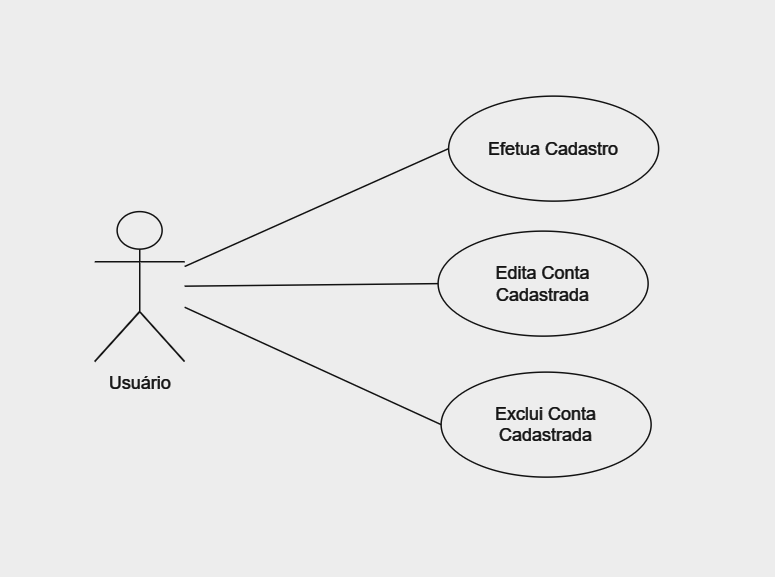 Efetua Cadastro
Edita Conta
Cadastrada
Usuário
Exclui Conta
Cadastrada